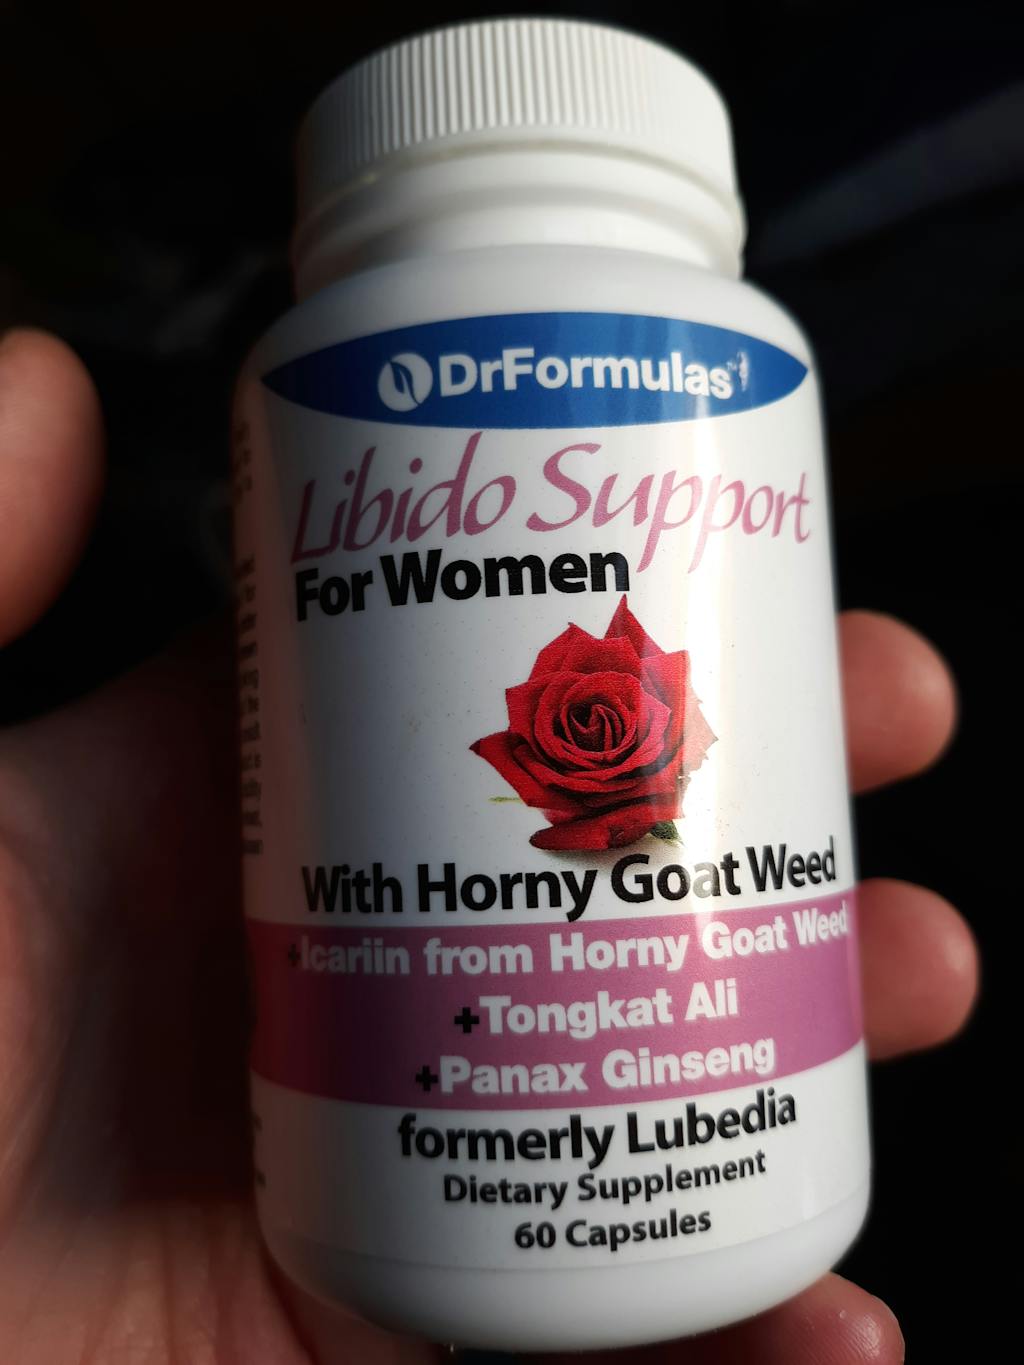 DrFormulas™
Libido Support
For Women
With Horny Goat Weed
+Icariin from Horny Goat Weed
+Tongkat Ali
+Panax Ginseng
formerly Lubedia
Dietary Supplement
60 Capsules